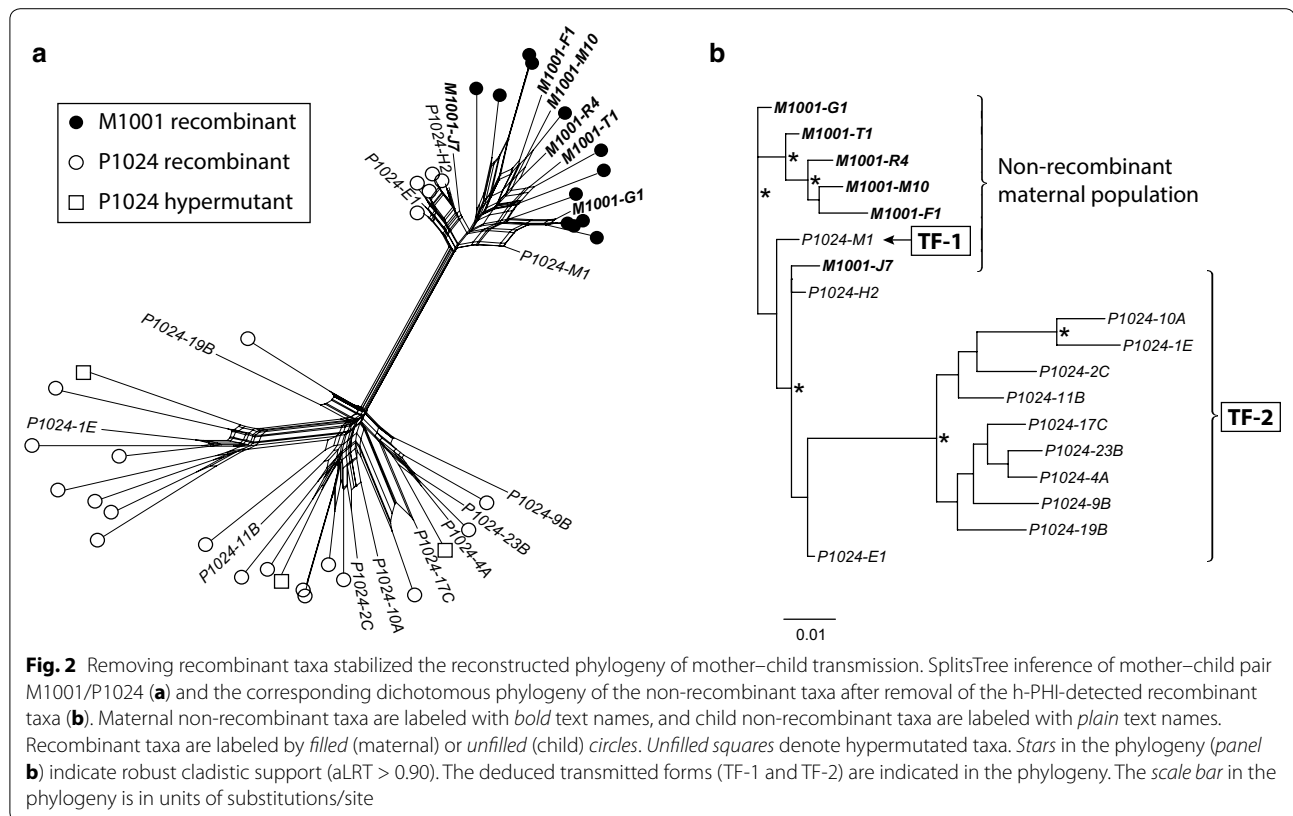 a
M1001 recombinant
P1024 recombinant
P1024 hypermutant
M1001-F1
M1001-M10
M1001-R4
M1001-T1
M1001-G1
M1001-J7
P1024-H2
P1024-E1
P1024-M1
P1024-19B
P1024-1E
P1024-11B
P1024-2C
P1024-10A
P1024-17C
P1024-4A
P1024-23B
P1024-9B
b
M1001-G1
M1001-T1
*
M1001-R4
*
*
M1001-M10
M1001-F1
Non-recombinant
maternal population
P1024-M1
TF-1
M1001-J7
P1024-H2
*
P1024-10A
*
P1024-1E
P1024-2C
P1024-11B
P1024-17C
*
P1024-23B
P1024-4A
P1024-9B
P1024-19B
TF-2
P1024-E1
0.01
Fig. 2 Removing recombinant taxa stabilized the reconstructed phylogeny of mother–child transmission. SplitsTree inference of mother–child pair
M1001/P1024 (a) and the corresponding dichotomous phylogeny of the non-recombinant taxa after removal of the h-PHI-detected recombinant
taxa (b). Maternal non-recombinant taxa are labeled with bold text names, and child non-recombinant taxa are labeled with plain text names.
Recombinant taxa are labeled by filled (maternal) or unfilled (child) circles. Unfilled squares denote hypermutated taxa. Stars in the phylogeny (panel
b) indicate robust cladistic support (aLRT > 0.90). The deduced transmitted forms (TF-1 and TF-2) are indicated in the phylogeny. The scale bar in the
phylogeny is in units of substitutions/site